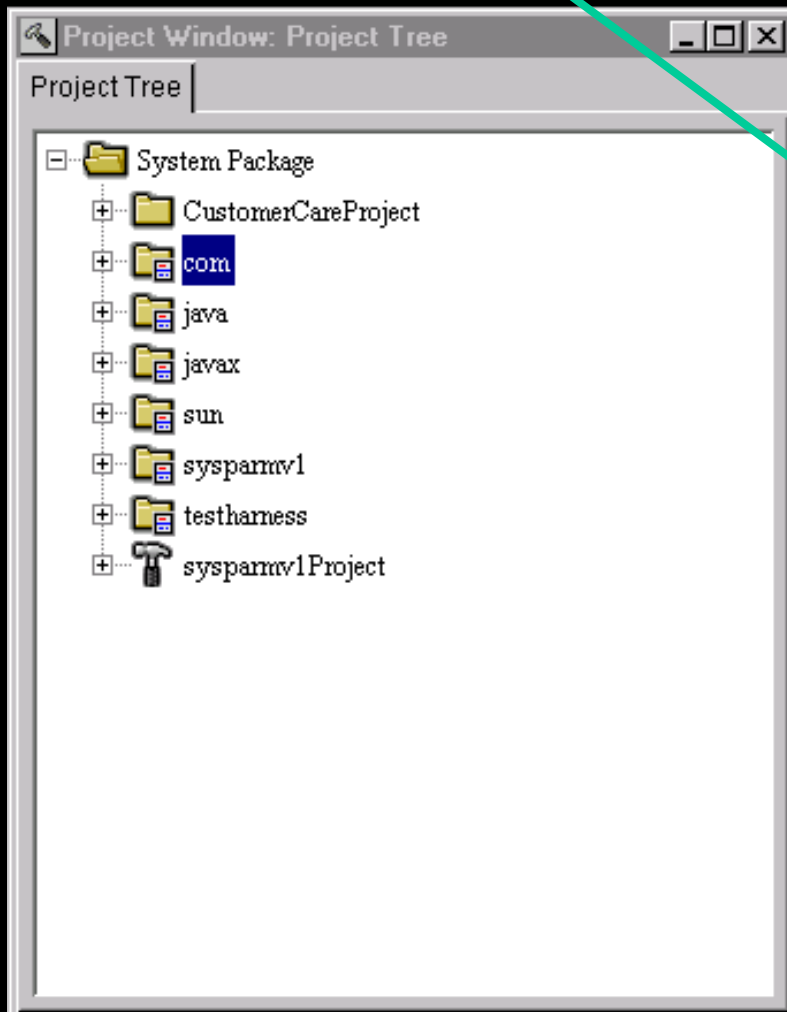 Project Window: Project Tree
Project Tree
System Package
CustomerCareProject
com
java
javax
sun
sysparmv1
testharness
sysparmv1Project